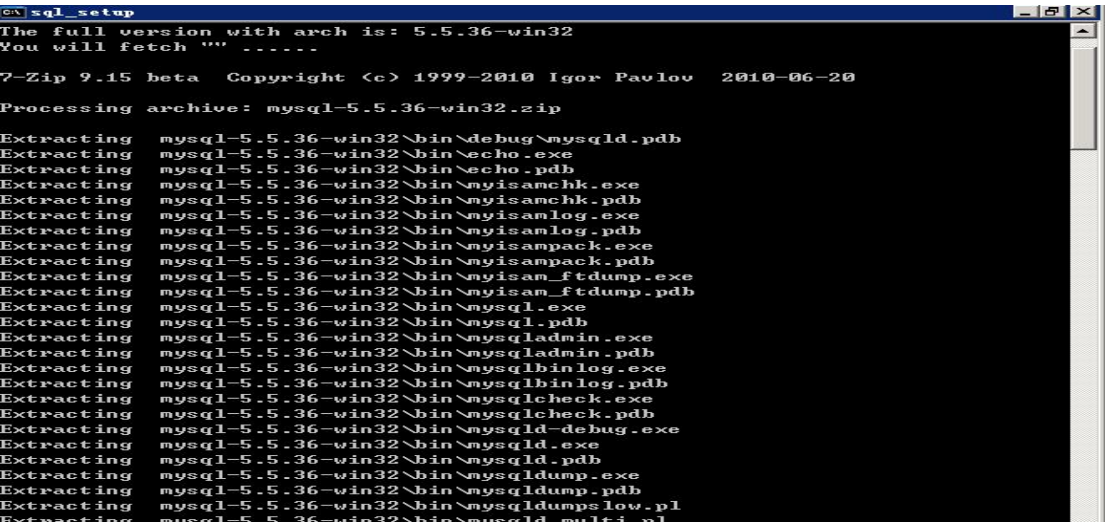 sql_setup
The full version with arch is: 5.5.36-win32
You will fetch "" ......
7-Zip 9.15 beta  Copyright (c) 1999-2010 Igor Pavlov  2010-06-20
Processing archive: mysql-5.5.36-win32.zip
Extracting  mysql-5.5.36-win32\bin\debug\mysqld.pdb
Extracting  mysql-5.5.36-win32\bin\echo.exe
Extracting  mysql-5.5.36-win32\bin\echo.pdb
Extracting  mysql-5.5.36-win32\bin\myisamchk.exe
Extracting  mysql-5.5.36-win32\bin\myisamchk.pdb
Extracting  mysql-5.5.36-win32\bin\myisamlog.exe
Extracting  mysql-5.5.36-win32\bin\myisamlog.pdb
Extracting  mysql-5.5.36-win32\bin\myisampack.exe
Extracting  mysql-5.5.36-win32\bin\myisampack.pdb
Extracting  mysql-5.5.36-win32\bin\myisam_ftdump.exe
Extracting  mysql-5.5.36-win32\bin\myisam_ftdump.pdb
Extracting  mysql-5.5.36-win32\bin\mysql.exe
Extracting  mysql-5.5.36-win32\bin\mysql.pdb
Extracting  mysql-5.5.36-win32\bin\mysqladmin.exe
Extracting  mysql-5.5.36-win32\bin\mysqladmin.pdb
Extracting  mysql-5.5.36-win32\bin\mysqlbinlog.exe
Extracting  mysql-5.5.36-win32\bin\mysqlbinlog.pdb
Extracting  mysql-5.5.36-win32\bin\mysqlcheck.exe
Extracting  mysql-5.5.36-win32\bin\mysqlcheck.pdb
Extracting  mysql-5.5.36-win32\bin\mysqld-debug.exe
Extracting  mysql-5.5.36-win32\bin\mysqld.exe
Extracting  mysql-5.5.36-win32\bin\mysqld.pdb
Extracting  mysql-5.5.36-win32\bin\mysqldump.exe
Extracting  mysql-5.5.36-win32\bin\mysqldump.pdb
Extracting  mysql-5.5.36-win32\bin\mysqldumpslow.pl
Extracting  mysql-5.5.36-win32\bin\mysqld_multi.pl